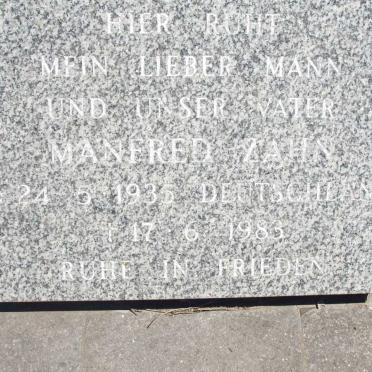 HIER RUHT
MEIN LIEBER MANN
UND UNSER VATER
MANFRED ZAHN
24 5 1935 DEUTSCHLAN
† 17 6 1983
RUHE IN FRIEDEN